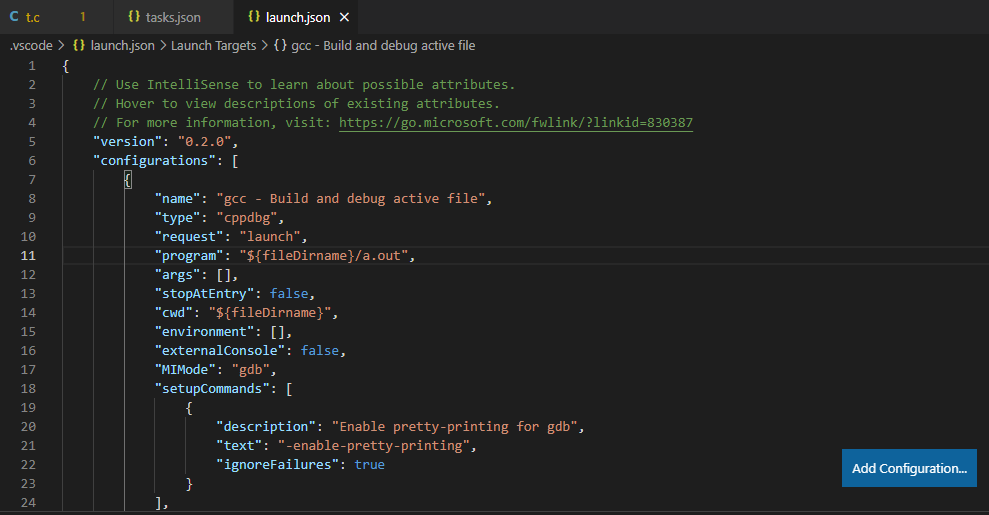 t.c 1 tasks.json launch.json
.vscode > launch.json > Launch Targets > {} gcc - Build and debug active file
1 {
2 // Use IntelliSense to learn about possible attributes.
3 // Hover to view descriptions of existing attributes.
4 // For more information, visit: https://go.microsoft.com/fwlink/?linkid=830387
5 "version": "0.2.0",
6 "configurations": [
7 {
8 "name": "gcc - Build and debug active file",
9 "type": "cppdbg",
10 "request": "launch",
11 "program": "${fileDirname}/a.out",
12 "args": [],
13 "stopAtEntry": false,
14 "cwd": "${fileDirname}",
15 "environment": [],
16 "externalConsole": false,
17 "MIMode": "gdb",
18 "setupCommands": [
19 {
20 "description": "Enable pretty-printing for gdb",
21 "text": "-enable-pretty-printing",
22 "ignoreFailures": true
23 }
24 ],
Add Configuration...